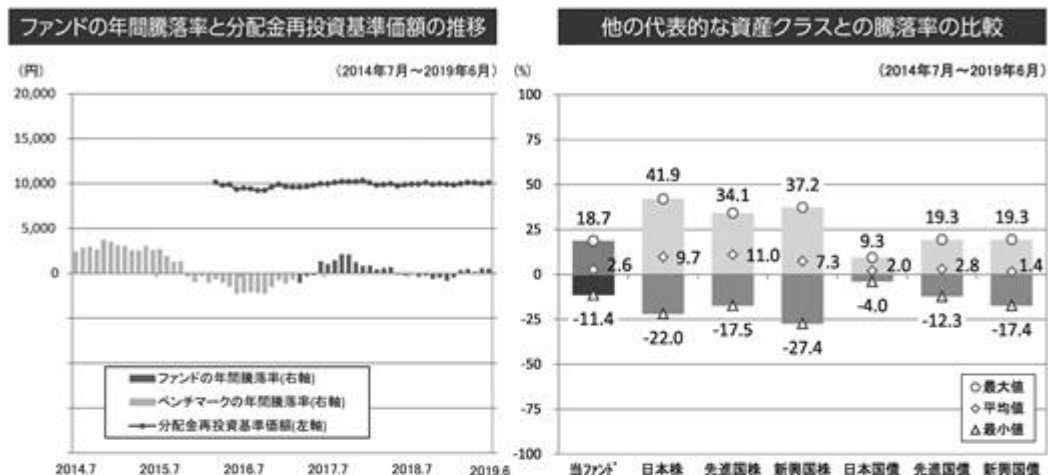 ファンドの年間騰落率と分配金再投資基準価額の推移
(円)
(2014年7月～2019年6月)
20,000
15,000
10,000
5,000
0
ファンドの年間騰落率(右軸)
ベンチマークの年間騰落率(右軸)
分配金再投資基準価額(左軸)
2014.7 2015.7 2016.7 2017.7 2018.7 2019.6
他の代表的な資産クラスとの騰落率の比較
(%)
(2014年7月～2019年6月)
100
75
50
25
0
-25
-50
-75
-100
18.7 41.9 34.1 37.2 9.3 19.3 19.3
2.6 9.7 11.0 7.3 2.0 2.8 1.4
-11.4 -22.0 -17.5 -27.4 -4.0 -12.3 -17.4
最大値
平均値
最小値
当ファンド 日本株 先進国株 新興国株 日本国債 先進国債 新興国債